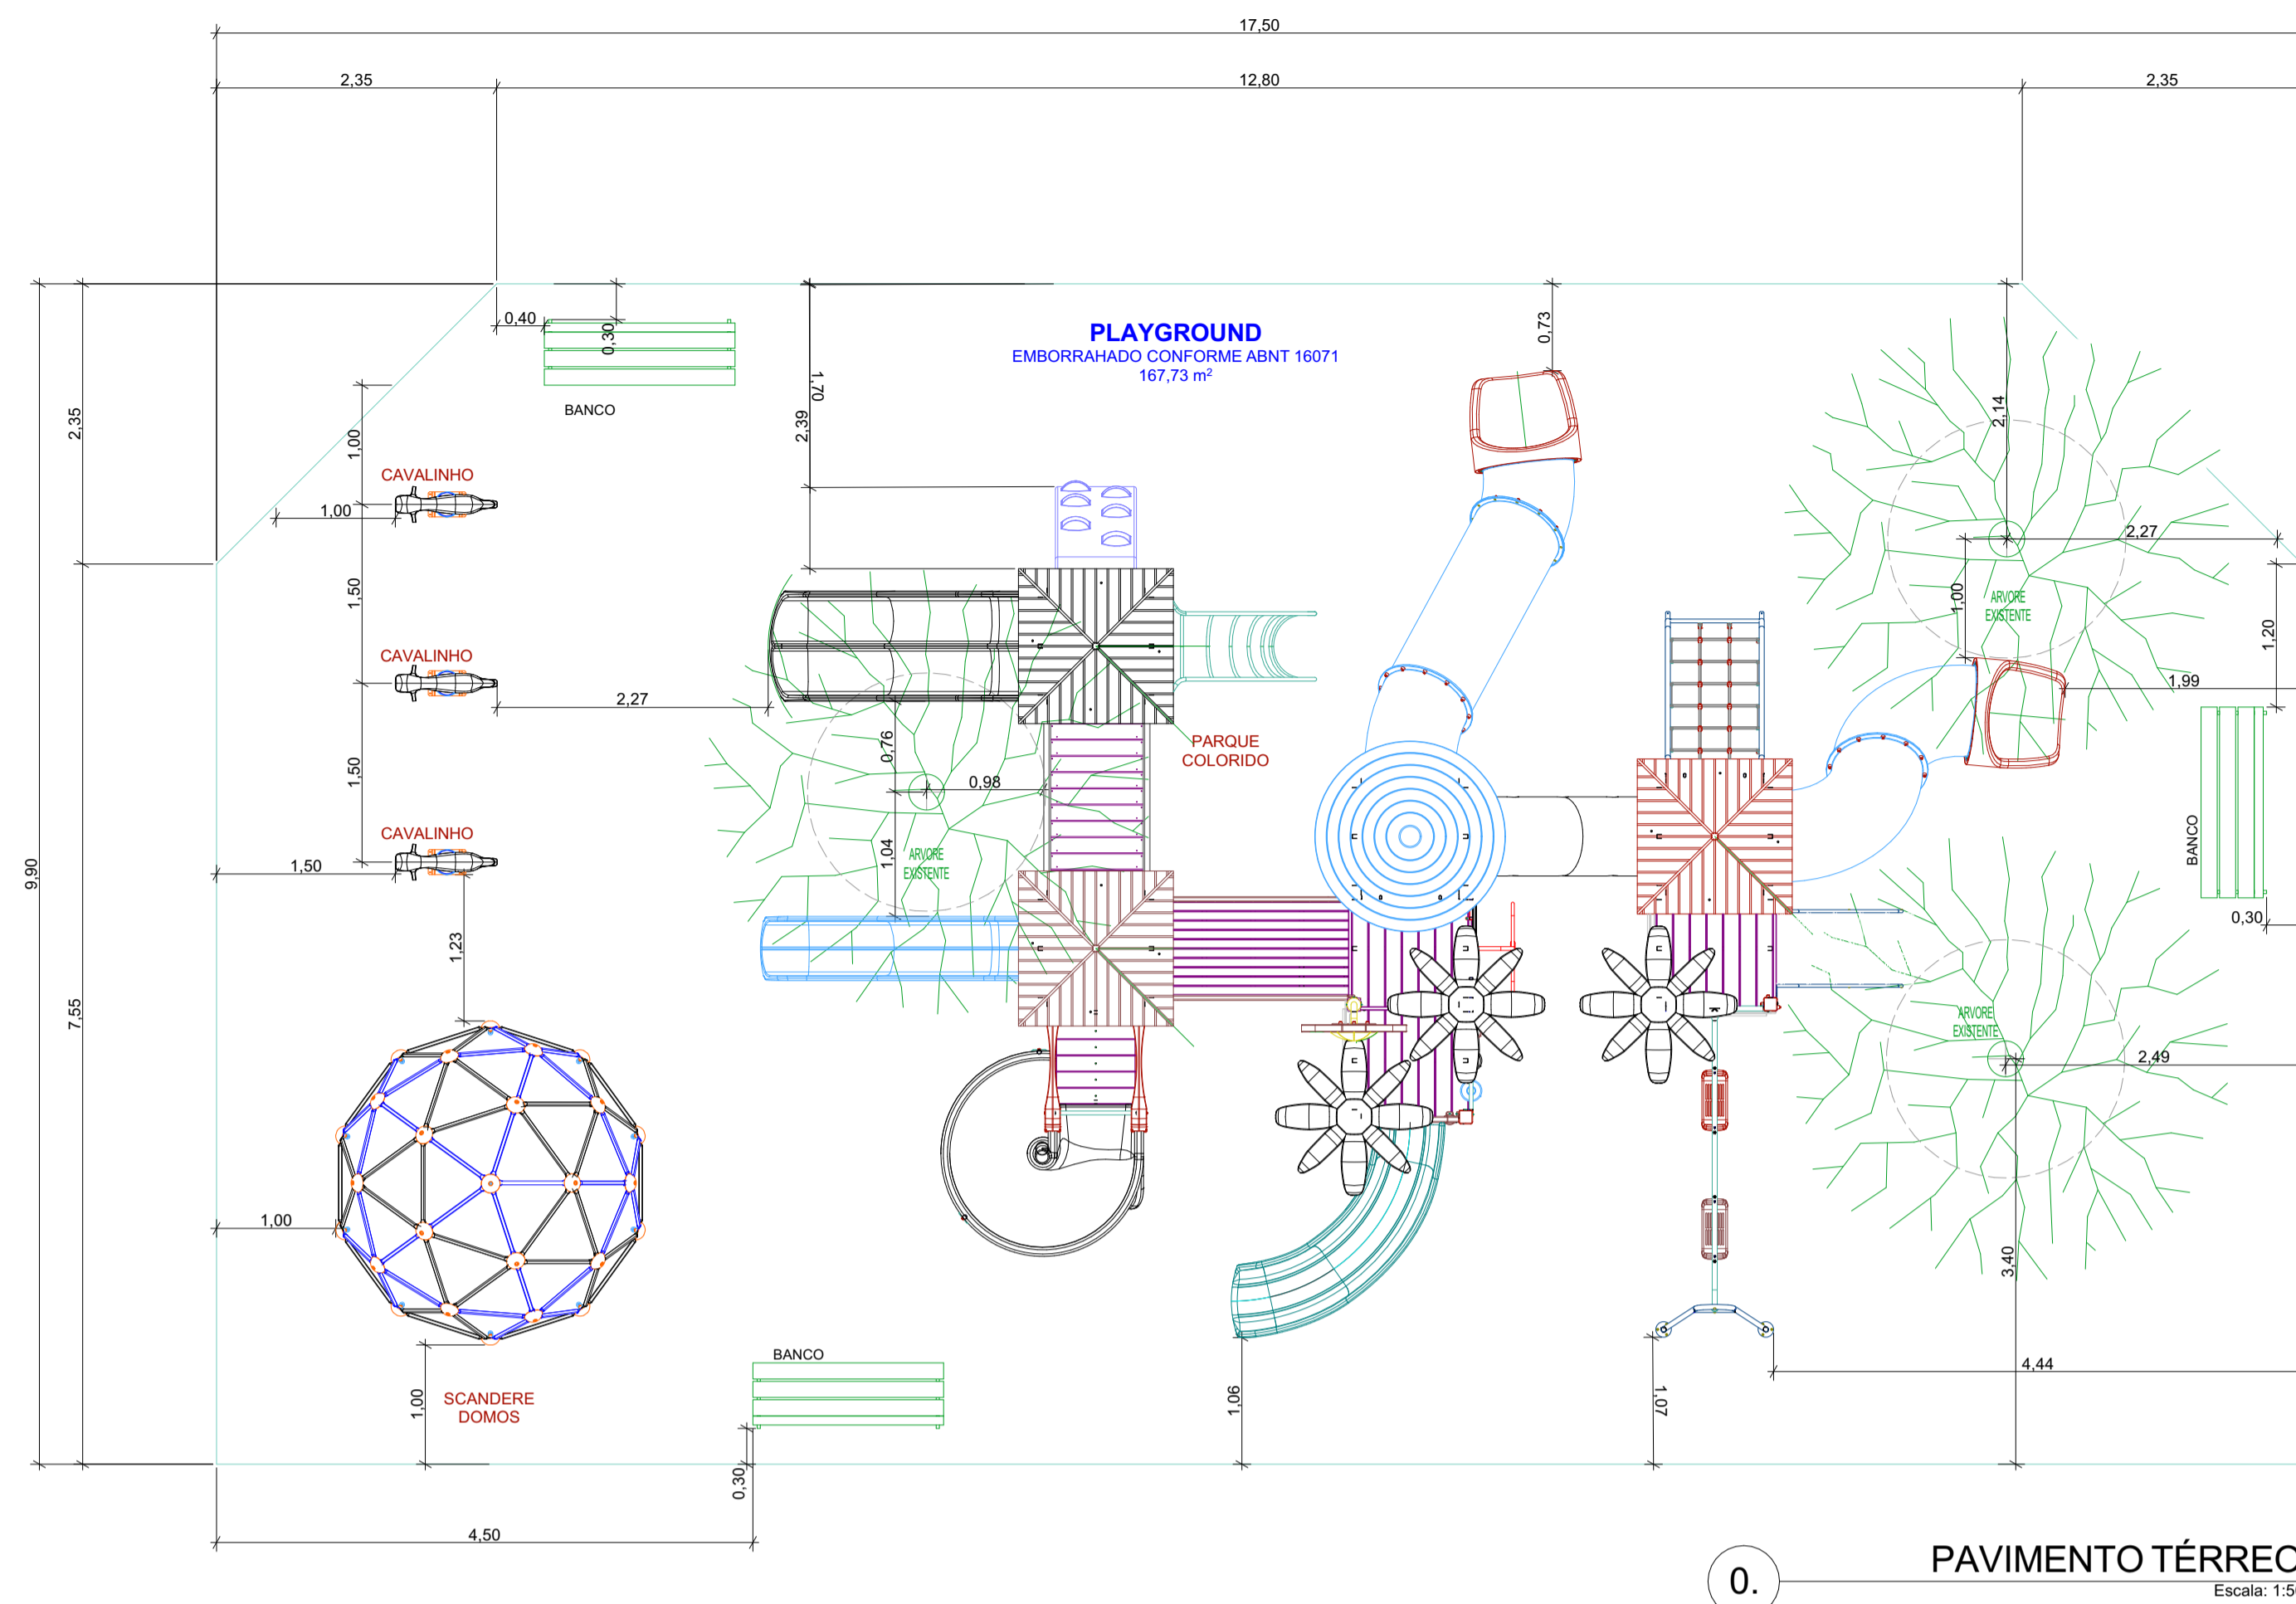 17,50
2,35
12,80
2,35
0,40
0,30
PLAYGROUND
EMBORRAHADO CONFORME ABNT 16071
167,73 m²
0,73
BANCO
1,70
2,39
2,35
1,00
2,14
CAVALINHO
1,00
2,27
1,50
1,00
ARVORE
EXISTENTE
1,20
CAVALINHO
2,27
1,99
PARQUE
COLORIDO
0,76
0,98
1,50
CAVALINHO
1,50
1,04
ARVORE
EXISTENTE
BANCO
9,90
0,30
1,23
7,55
ARVORE
EXISTENTE
2,49
1,00
3,40
BANCO
4,44
1,00
SCANDERE
DOMOS
1,06
1,07
0,30
4,50
0.
PAVIMENTO TÉRREO
Escala: 1:5